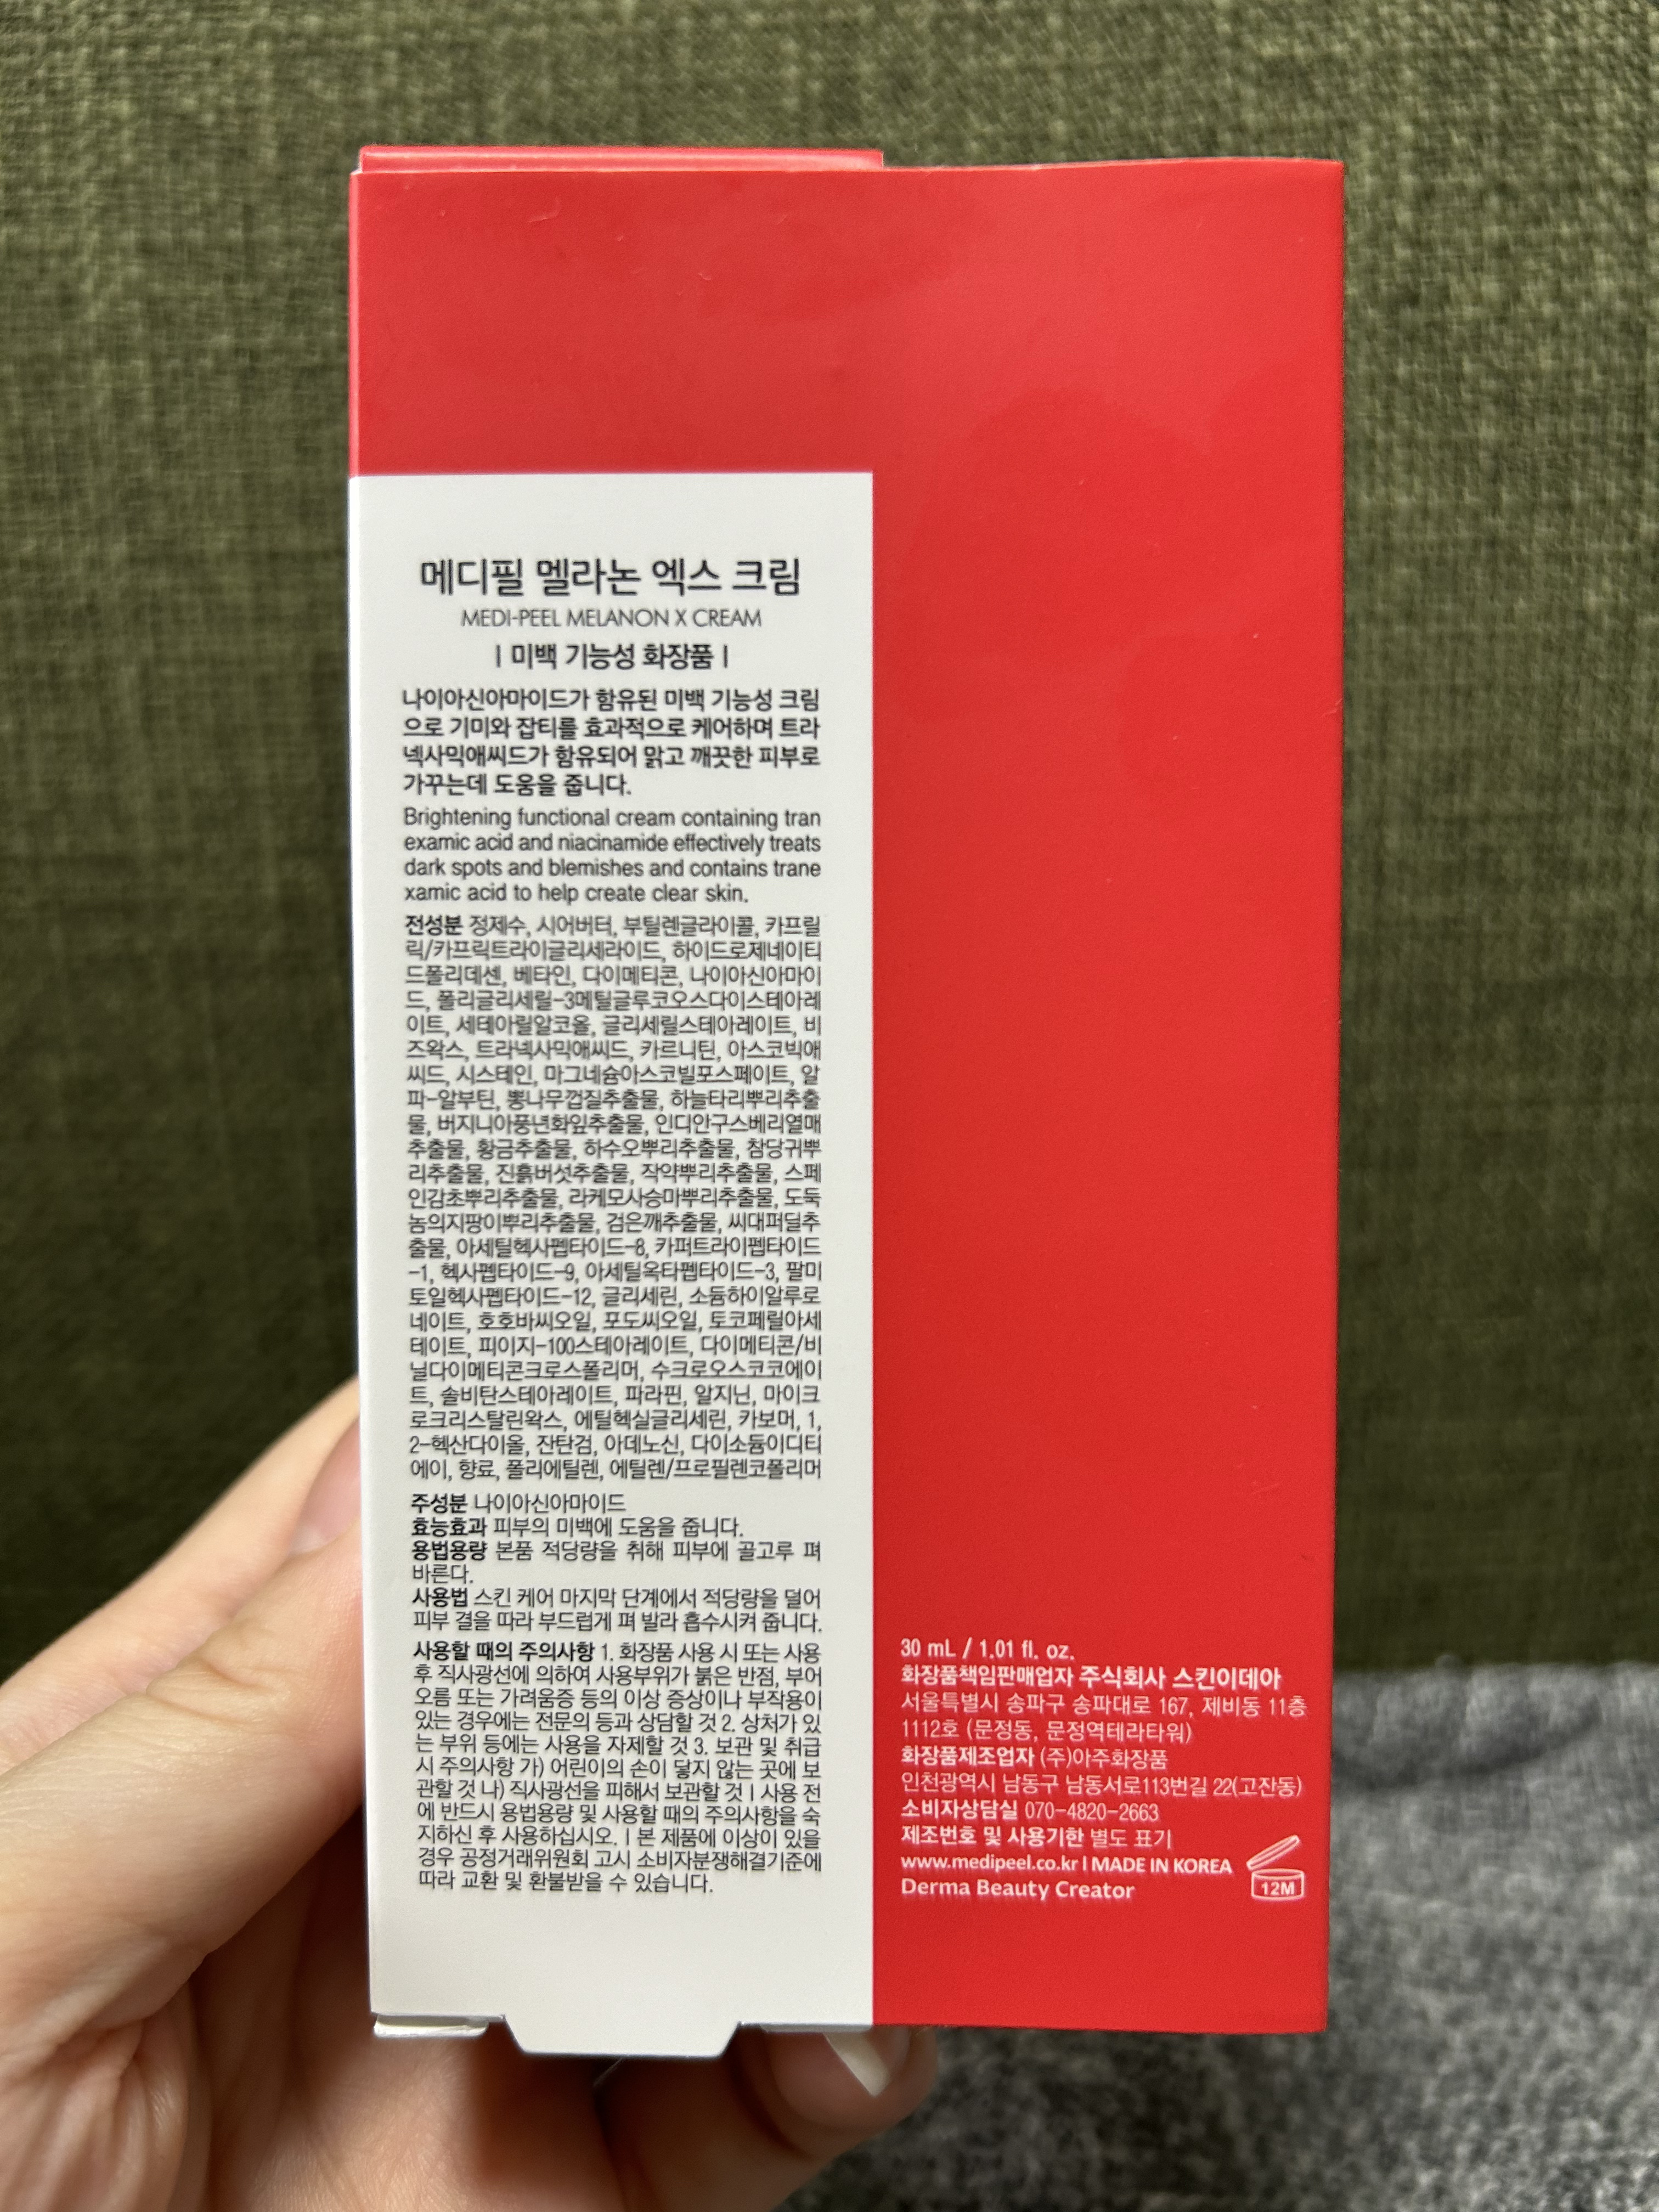 메디필 멜라논 엑스 크림
MEDI-PEEL MELANON X CREAM
| 미백 기능성 화장품 |
나이아신아마이드가 함유된 미백 기능성 크림
으로 기미와 잡티를 효과적으로 케어하며 트라
넥사믹애씨드가 함유되어 맑고 깨끗한 피부로
가꾸는데 도움을 줍니다.
Brightening functional cream containing tran
examic acid and niacinamide effectively treats
dark spots and blemishes and contains trane
xamic acid to help create clear skin.
전성분 정제수, 시어버터, 부틸렌글라이콜, 카프릴
릭/카프릭트라이글리세라이드, 하이드로제네이티
드폴리데센, 베타인, 다이메티콘, 나이아신아마이
드, 폴리글리세릴-3메틸글루코오스다이스테아레
이트, 세테아릴알코올, 글리세릴스테아레이트, 비
즈왁스, 트라넥사믹애씨드, 카르니틴, 아스코빅애
씨드, 시스테인, 마그네슘아스코빌포스페이트, 알
파-알부틴, 뽕나무껍질추출물, 하늘타리뿌리추출
물, 버지니아풍년화잎추출물, 인디안구스베리열매
추출물, 황금추출물, 하수오뿌리추출물, 참당귀뿌
리추출물, 진흙버섯추출물, 작약뿌리추출물, 스페
인감초뿌리추출물, 라케모사승마뿌리추출물, 도둑
놈의지팡이뿌리추출물, 검은깨추출물, 씨대퍼딜추
출물, 아세틸헥사펩타이드-8, 카퍼트라이펩타이드
-1, 헥사펩타이드-9, 아세틸옥타펩타이드-3, 팔미
토일헥사펩타이드-12, 글리세린, 소듐하이알루로
네이트, 호호바씨오일, 포도씨오일, 토코페릴아세
테이트, 피이지-100스테아레이트, 다이메티콘/비
닐다이메티콘크로스폴리머, 수크로오스코코에이
트, 솔비탄스테아레이트, 파라핀, 알지닌, 마이크
로크리스탈린왁스, 에틸헥실글리세린, 카보머, 1,
2-헥산다이올, 잔탄검, 아데노신, 다이소듐이디티
에이, 향료, 폴리에틸렌, 에틸렌/프로필렌코폴리머
주성분 나이아신아마이드
효능효과 피부의 미백에 도움을 줍니다.
용법용량 본품 적당량을 취해 피부에 골고루 펴
바른다.
사용법 스킨 케어 마지막 단계에서 적당량을 덜어
피부 결을 따라 부드럽게 펴 발라 흡수시켜 줍니다.
사용할 때의 주의사항 1. 화장품 사용 시 또는 사용
후 직사광선에 의하여 사용부위가 붉은 반점, 부어
오름 또는 가려움증 등의 이상 증상이나 부작용이
있는 경우에는 전문의 등과 상담할 것 2. 상처가 있
는 부위 등에는 사용을 자제할 것 3. 보관 및 취급
시 주의사항 가) 어린이의 손이 닿지 않는 곳에 보
관할 것 나) 직사광선을 피해서 보관할 것 | 사용 전
에 반드시 용법용량 및 사용할 때의 주의사항을 숙
지하신 후 사용하십시오. | 본 제품에 이상이 있을
경우 공정거래위원회 고시 소비자분쟁해결기준에
따라 교환 및 환불받을 수 있습니다.
30 mL / 1.01 fl. oz.
화장품책임판매업자 주식회사 스킨이데아
서울특별시 송파구 송파대로 167, 제비동 11층
1112호 (문정동, 문정역테라타워)
화장품제조업자 (주)아주화장품
인천광역시 남동구 남동서로113번길 22(고잔동)
소비자상담실 070-4820-2663
제조번호 및 사용기한 별도 표기
www.medipeel.co.kr | MADE IN KOREA
Derma Beauty Creator
12M